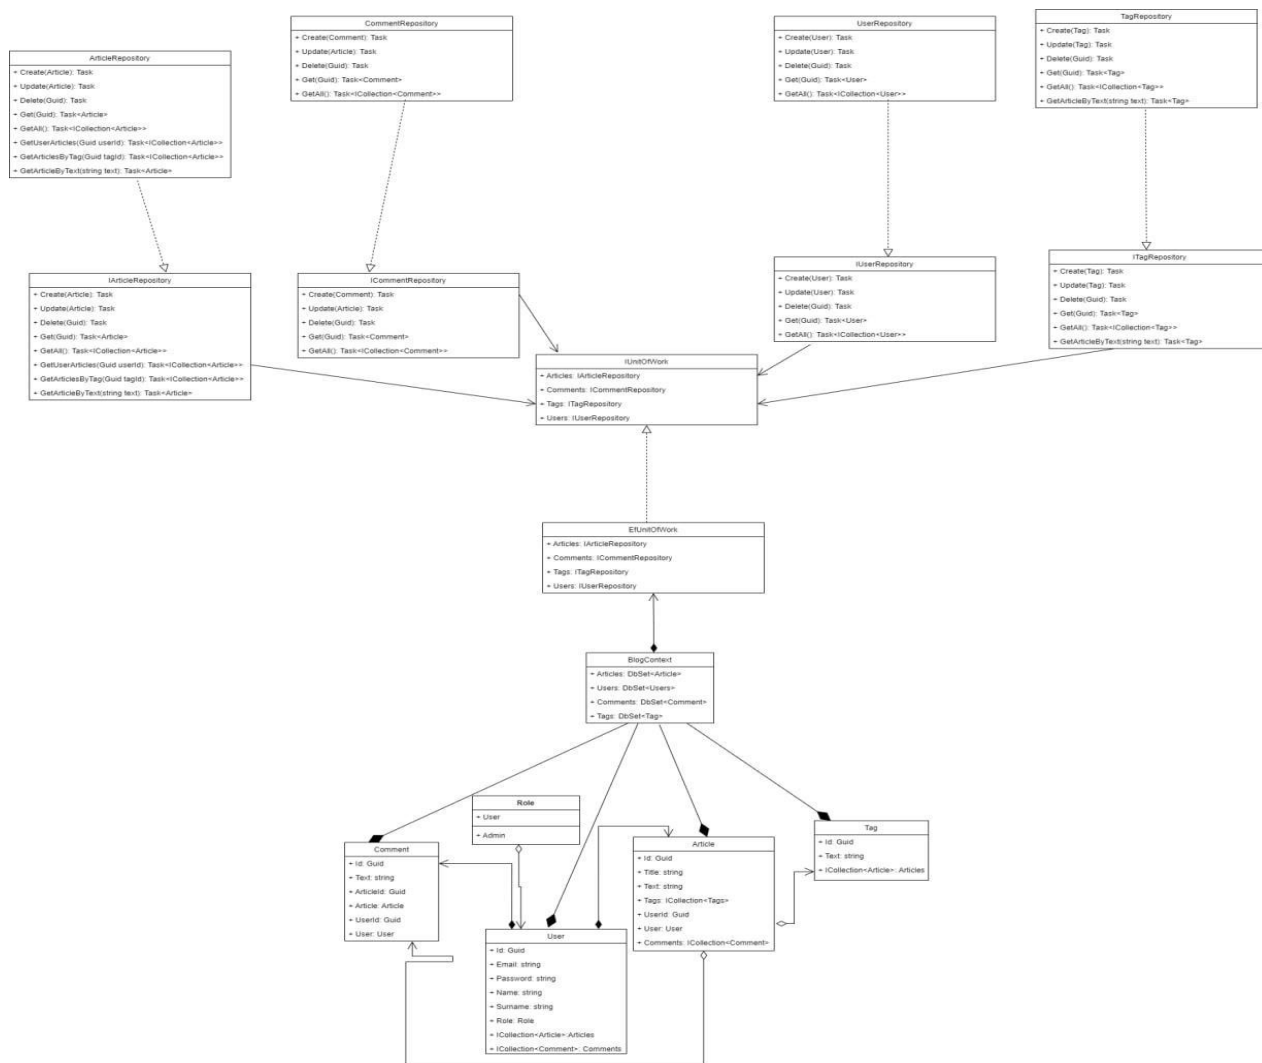 CommentRepository
+ Create(Comment): Task
+ Update(Article): Task
+ Delete(Guid): Task
+ Get(Guid): Task<Comment>
+ GetAll(): Task<ICollection<Comment>>
UserRepository
+ Create(User): Task
+ Update(User): Task
+ Delete(Guid): Task
+ Get(Guid): Task<User>
+ GetAll(): Task<ICollection<User>>
TagRepository
+ Create(Tag): Task
+ Update(Tag): Task
+ Delete(Guid): Task
+ Get(Guid): Task<Tag>
+ GetAll(): Task<ICollection<Tag>>
+ GetArticleByText(string text): Task<Tag>
ArticleRepository
+ Create(Article): Task
+ Update(Article): Task
+ Delete(Guid): Task
+ Get(Guid): Task<Article>
+ GetAll(): Task<ICollection<Article>>
+ GetUserArticles(Guid userId): Task<ICollection<Article>>
+ GetArticlesByTag(Guid tagId): Task<ICollection<Article>>
+ GetArticleByText(string text): Task<Article>
IArticleRepository
+ Create(Article): Task
+ Update(Article): Task
+ Delete(Guid): Task
+ Get(Guid): Task<Article>
+ GetAll(): Task<ICollection<Article>>
+ GetUserArticles(Guid userId): Task<ICollection<Article>>
+ GetArticlesByTag(Guid tagId): Task<ICollection<Article>>
+ GetArticleByText(string text): Task<Article>
ICommentRepository
+ Create(Comment): Task
+ Update(Article): Task
+ Delete(Guid): Task
+ Get(Guid): Task<Comment>
+ GetAll(): Task<ICollection<Comment>>
IUserRepository
+ Create(User): Task
+ Update(User): Task
+ Delete(Guid): Task
+ Get(Guid): Task<User>
+ GetAll(): Task<ICollection<User>>
ITagRepository
+ Create(Tag): Task
+ Update(Tag): Task
+ Delete(Guid): Task
+ Get(Guid): Task<Tag>
+ GetAll(): Task<ICollection<Tag>>
+ GetArticleByText(string text): Task<Tag>
IUnitOfWork
+ Articles: IArticleRepository
+ Comments: ICommentRepository
+ Tags: ITagRepository
+ Users: IUserRepository
EfUnitOfWork
+ Articles: IArticleRepository
+ Comments: ICommentRepository
+ Tags: ITagRepository
+ Users: IUserRepository
BlogContext
+ Articles: DbSet<Article>
+ Users: DbSet<Users>
+ Comments: DbSet<Comment>
+ Tags: DbSet<Tag>
Role
+ User
+ Admin
Comment
+ Id: Guid
+ Text: string
+ ArticleId: Guid
+ Article: Article
+ UserId: Guid
+ User: User
User
+ Id: Guid
+ Email: string
+ Password: string
+ Name: string
+ Surname: string
+ Role: Role
+ ICollection<Article>:Articles
+ ICollection<Comment>: Comments
Article
+ Id: Guid
+ Title: string
+ Text: string
+ Tags: ICollection<Tags>
+ UserId: Guid
+ User: User
+ Comments: ICollection<Comment>
Tag
+ Id: Guid
+ Text: string
+ ICollection<Article>: Articles